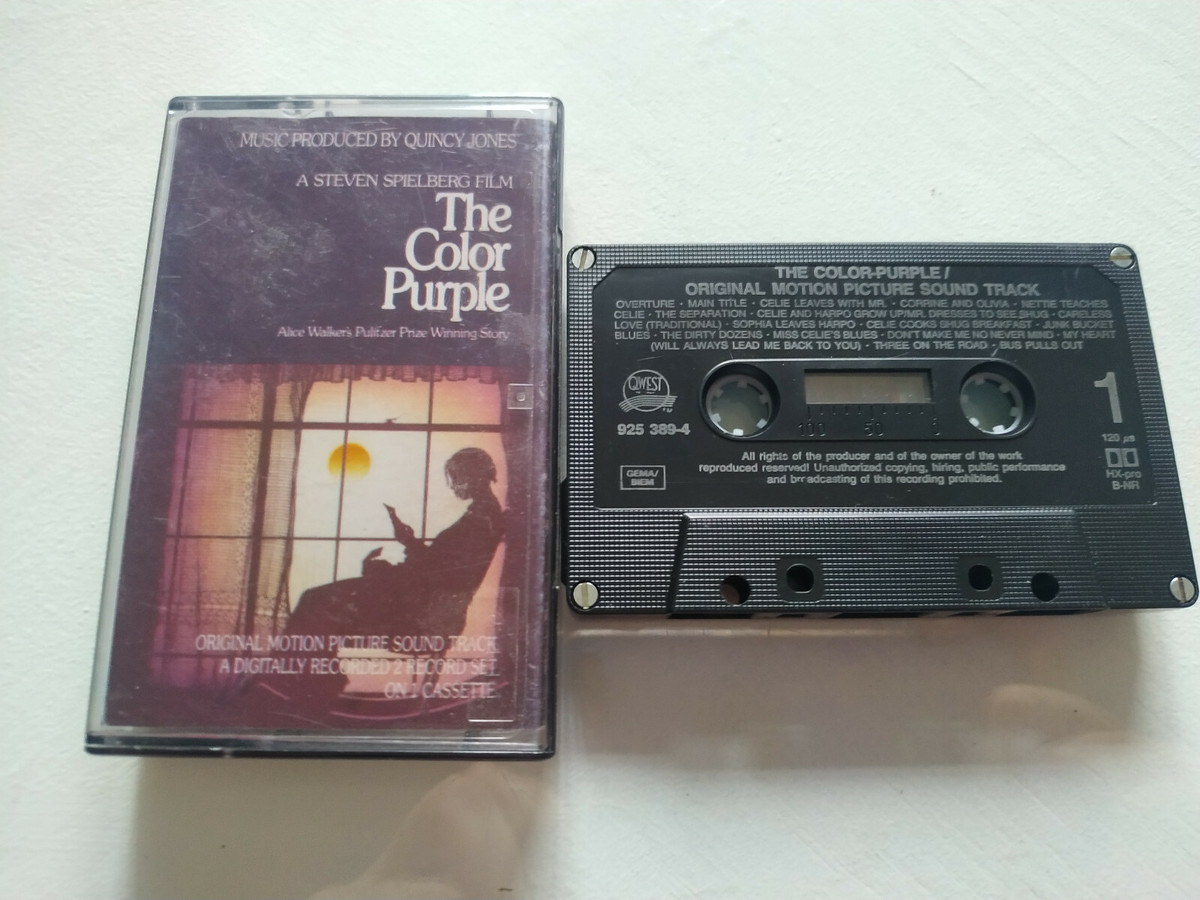 MUSIC PRODUCED BY QUINCY JONES
A STEVEN SPIELBERG FILM
The
Color
Purple
Alice Walker's Pulitzer Prize Winning Story
ORIGINAL MOTION PICTURE SOUND TRACK
A DIGITALLY RECORDED 2 RECORD SET
ON 1 CASSETTE
THE COLOR-PURPLE /
ORIGINAL MOTION PICTURE SOUND TRACK
OVERTURE · MAIN TITLE · CELIE LEAVES WITH MR. · CORRINE AND OLIVIA · NETTIE TEACHES
CELIE · THE SEPARATION · CELIE AND HARPO GROW UP/MR. DRESSES TO SEE SHUG · CARELESS
LOVE (TRADITIONAL) · SOPHIA LEAVES HARPO · CELIE COOKS SHUG BREAKFAST · JUNK BUCKET
BLUES · THE DIRTY DOZENS · MISS CELIE'S BLUES · DON'T MAKE ME NO NEVER MIND · MY HEART
(WILL ALWAYS LEAD ME BACK TO YOU) · THREE ON THE ROAD · BUS PULLS OUT
QWEST
TM
925 389-4
100 50 0
1
120 µs
HX-pro
B-NR
GEMA/
BIEM
All rights of the producer and of the owner of the work
reproduced reserved! Unauthorized copying, hiring, public performance
and broadcasting of this recording prohibited.